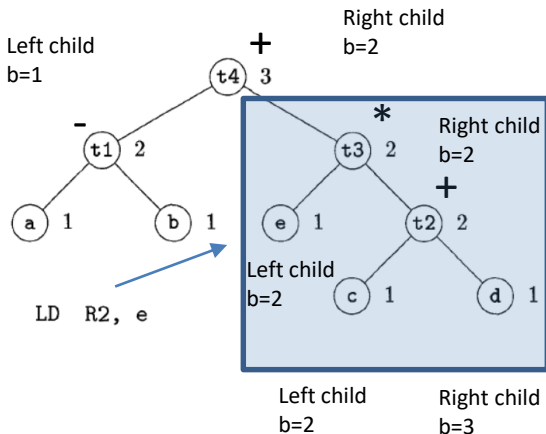 Left child
b=1
+
Right child
b=2
t4 3
-
t1 2
*
t3 2
Right child
b=2
+
a 1
b 1
e 1
t2 2
Left child
b=2
c 1
d 1
LD R2, e
Left child
b=2
Right child
b=3